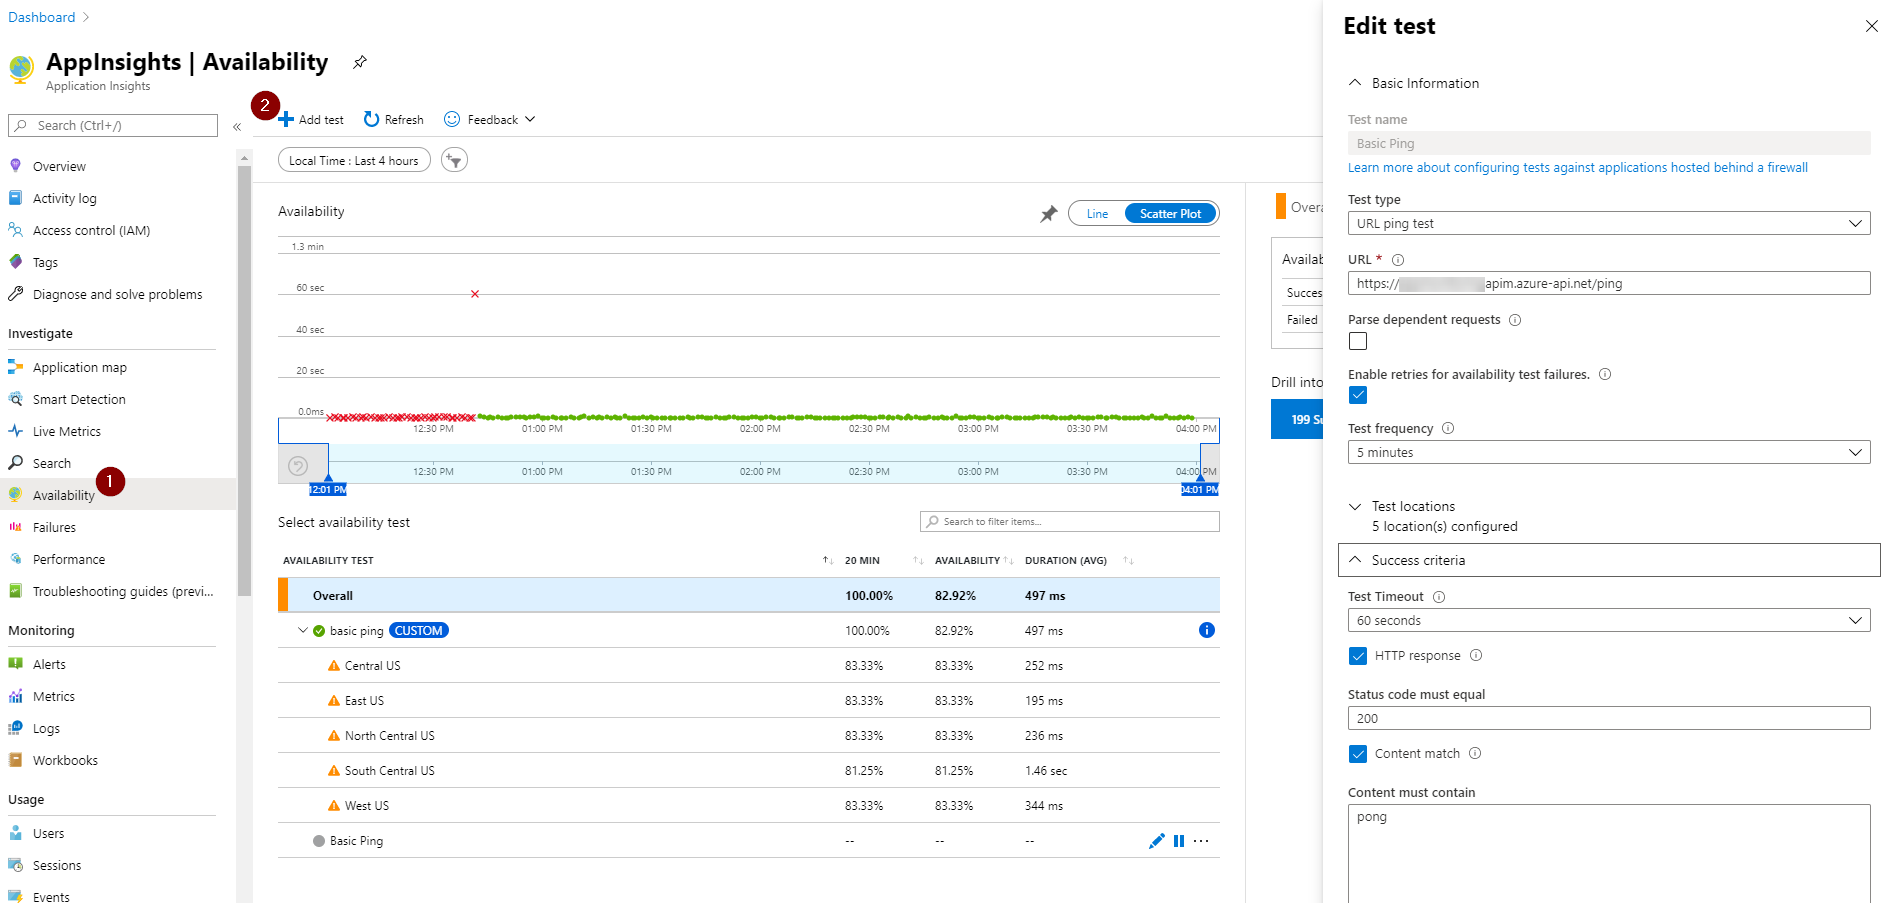 Dashboard
AppInsights | Availability
Application Insights
Search (Ctrl+/)
Overview
Activity log
Access control (IAM)
Tags
Diagnose and solve problems
Investigate
Application map
Smart Detection
Live Metrics
Search
Availability
1
Failures
Performance
Troubleshooting guides (previ...
Monitoring
Alerts
Metrics
Logs
Workbooks
Usage
Users
Sessions
Events
2
Add test
Refresh
Feedback
Local Time : Last 4 hours
Availability
Line
Scatter Plot
1.3 min
60 sec
40 sec
20 sec
0.0ms
12:30 PM 01:00 PM 01:30 PM 02:00 PM 02:30 PM 03:00 PM 03:30 PM 04:00 PM
12:30 PM 01:00 PM 01:30 PM 02:00 PM 02:30 PM 03:00 PM 03:30 PM 04:00 PM
12:01 PM 04:01 PM
Select availability test
Search to filter items...
AVAILABILITY TEST 20 MIN AVAILABILITY DURATION (AVG)
Overall 100.00% 82.92% 497 ms
basic ping CUSTOM 100.00% 82.92% 497 ms
Central US 83.33% 83.33% 252 ms
East US 83.33% 83.33% 195 ms
North Central US 83.33% 83.33% 236 ms
South Central US 81.25% 81.25% 1.46 sec
West US 83.33% 83.33% 344 ms
Basic Ping -- -- --
Overa
Availab
Succes
Failed
Drill into
199 Su
Edit test
Basic Information
Test name
Basic Ping
Learn more about configuring tests against applications hosted behind a firewall
Test type
URL ping test
URL *
https:// apim.azure-api.net/ping
Parse dependent requests
Enable retries for availability test failures.
Test frequency
5 minutes
Test locations
5 location(s) configured
Success criteria
Test Timeout
60 seconds
HTTP response
Status code must equal
200
Content match
Content must contain
pong